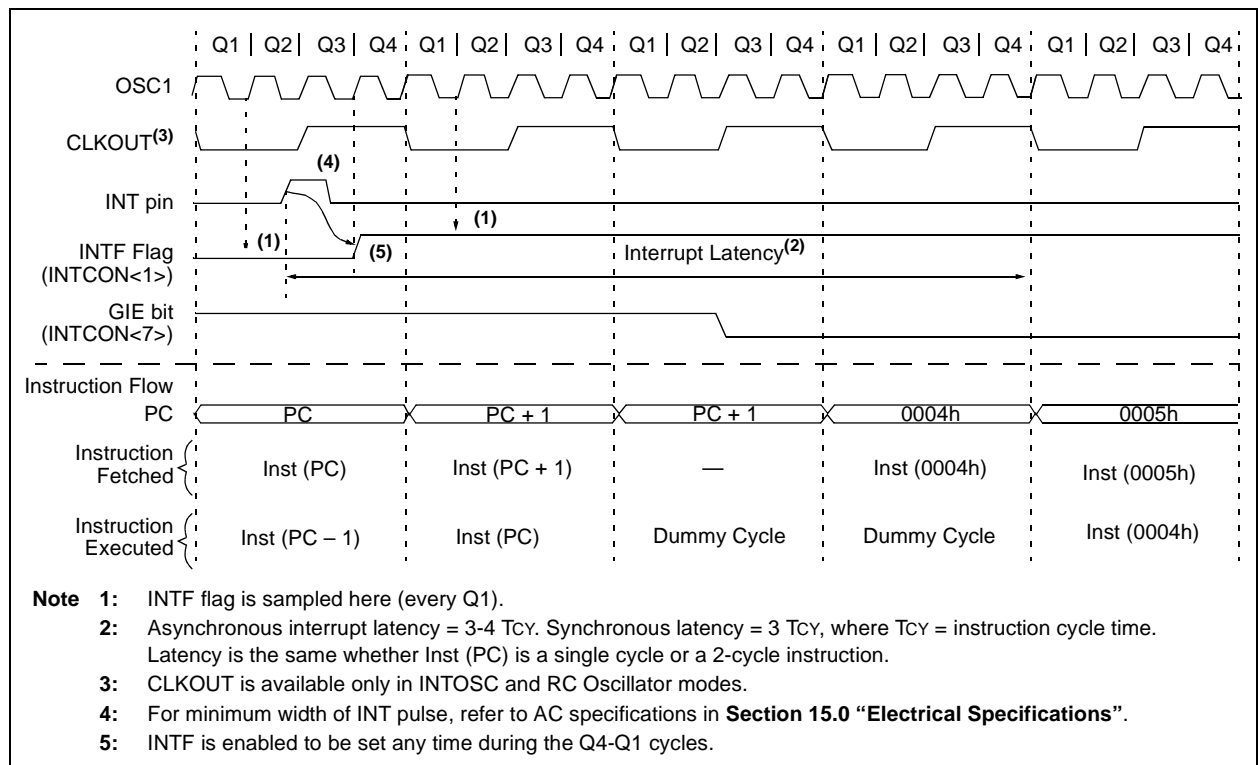 Q1 | Q2 | Q3 | Q4 Q1 | Q2 | Q3 | Q4 Q1 | Q2 | Q3 | Q4 Q1 | Q2 | Q3 | Q4 Q1 | Q2 | Q3 | Q4
OSC1
CLKOUT(3)
(4)
INT pin
(1) (5) (1)
INTF Flag
(INTCON<1>)
Interrupt Latency(2)
GIE bit
(INTCON<7>)
Instruction Flow
PC PC PC + 1 PC + 1 0004h 0005h
Instruction
Fetched
Inst (PC) Inst (PC + 1) — Inst (0004h) Inst (0005h)
Instruction
Executed
Inst (PC – 1) Inst (PC) Dummy Cycle Dummy Cycle Inst (0004h)
Note 1: INTF flag is sampled here (every Q1).
2: Asynchronous interrupt latency = 3-4 TCY. Synchronous latency = 3 TCY, where TCY = instruction cycle time.
Latency is the same whether Inst (PC) is a single cycle or a 2-cycle instruction.
3: CLKOUT is available only in INTOSC and RC Oscillator modes.
4: For minimum width of INT pulse, refer to AC specifications in Section 15.0 “Electrical Specifications”.
5: INTF is enabled to be set any time during the Q4-Q1 cycles.